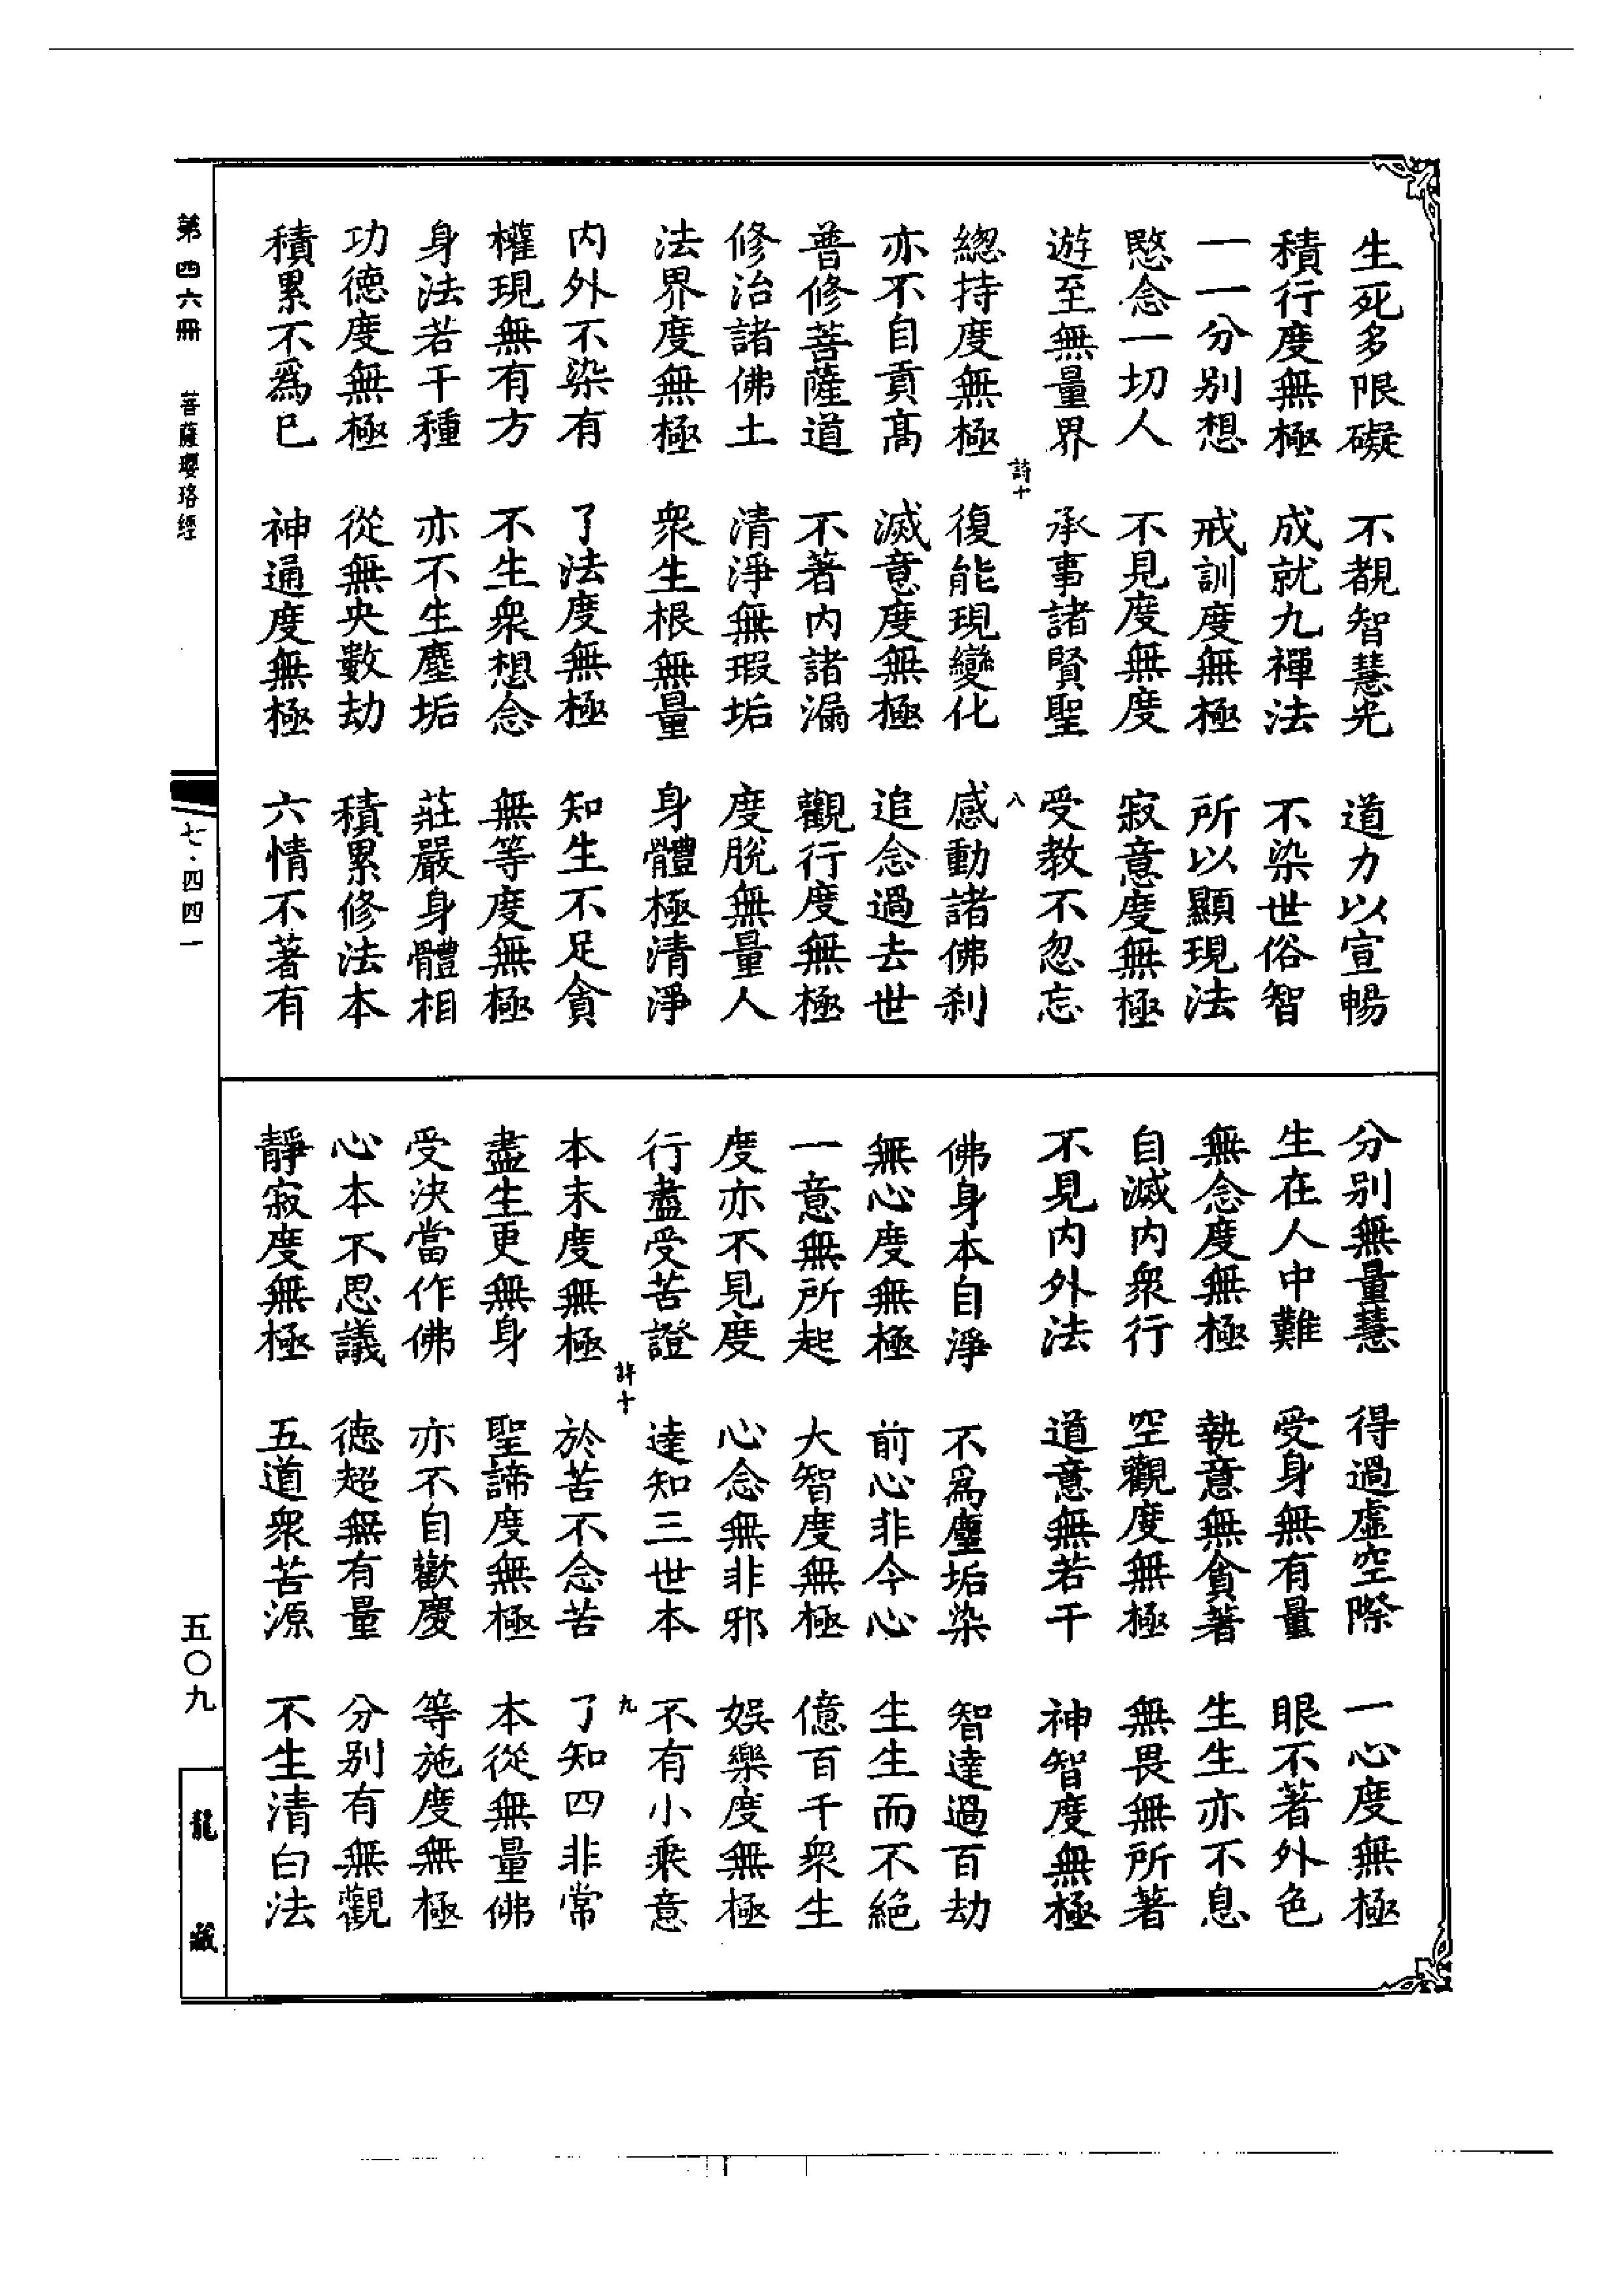 生死多限礙　不覩智慧光　道力以宣暢
積行度無極　成就九禪法　不染世俗智
一一分別想　戒訓度無極　所以顯現法
愍念一切人　不見度無度　寂意度無極
遊至無量界　承事諸賢聖　受教不忽忘
詩十　八
總持度無極　復能現變化　感動諸佛刹
亦不自貢高　滅意度無極　追念過去世
普修菩薩道　不著內諸漏　觀行度無極
修治諸佛土　清淨無瑕垢　度脫無量人
法界度無極　衆生根無量　身體極清淨
內外不染有　了法度無極　知生不足貪
權現無有方　不生衆想念　無等度無極
身法若干種　亦不生塵垢　莊嚴身體相
功德度無極　從無央數劫　積累修法本
積累不爲已　神通度無極　六情不著有
分別無量慧　得過虛空際　一心度無極
生在人中難　受身無有量　眼不著外色
無念度無極　執意無貪著　生生亦不息
自滅內衆行　空觀度無極　無畏無所著
不見內外法　道意無若干　神智度無極
佛身本自淨　不爲塵垢染　智達過百劫
無心度無極　前心非今心　生生而不絕
一意無所起　大智度無極　億百千衆生
度亦不見度　心念無非邪　娛樂度無極
行盡受苦證　達知三世本　不有小乘意
詩十　九
本末度無極　於苦不念苦　了知四非常
盡生更無身　聖諦度無極　本從無量佛
受決當作佛　亦不自歡慶　等施度無極
心本不思議　德超無有量　分別有無觀
靜寂度無極　五道衆苦源　不生清白法
第四六冊　菩薩瓔珞經　七·四四一　五〇九　龍藏